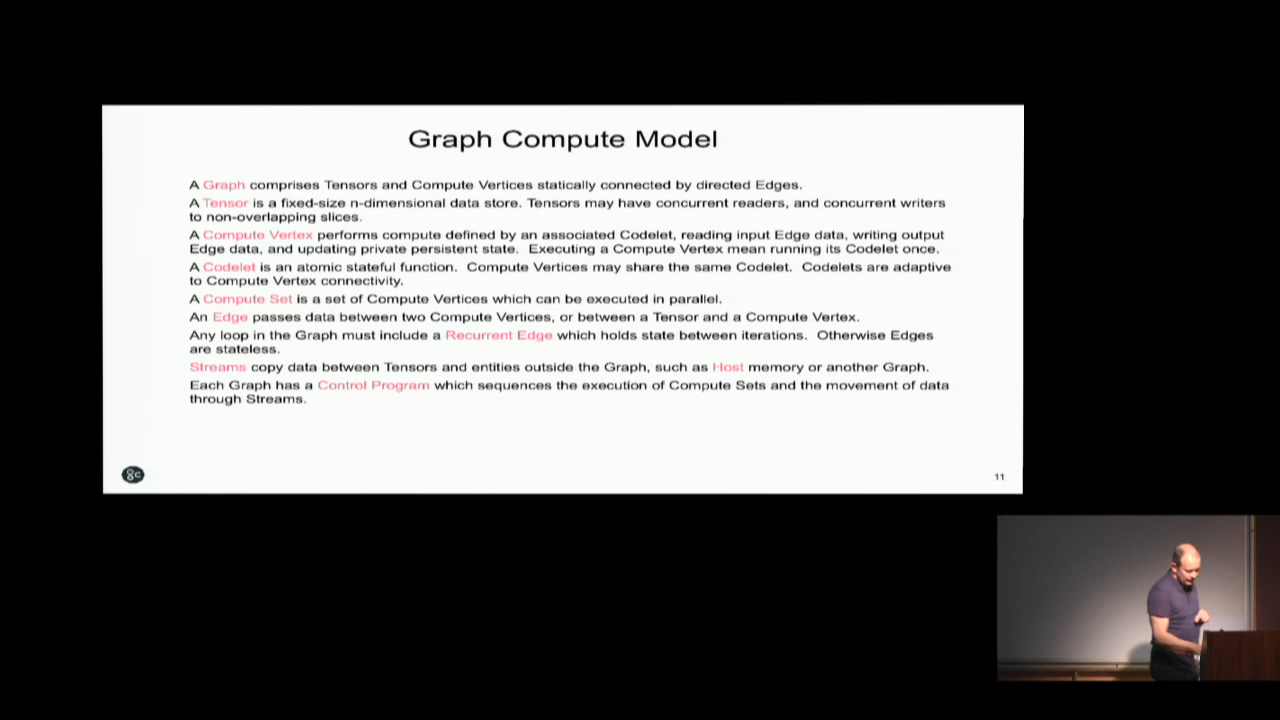 Graph Compute Model
A Graph comprises Tensors and Compute Vertices statically connected by directed Edges.
A Tensor is a fixed-size n-dimensional data store. Tensors may have concurrent readers, and concurrent writers
to non-overlapping slices.
A Compute Vertex performs compute defined by an associated Codelet, reading input Edge data, writing output
Edge data, and updating private persistent state. Executing a Compute Vertex mean running its Codelet once.
A Codelet is an atomic stateful function. Compute Vertices may share the same Codelet. Codelets are adaptive
to Compute Vertex connectivity.
A Compute Set is a set of Compute Vertices which can be executed in parallel.
An Edge passes data between two Compute Vertices, or between a Tensor and a Compute Vertex.
Any loop in the Graph must include a Recurrent Edge which holds state between iterations. Otherwise Edges
are stateless.
Streams copy data between Tensors and entities outside the Graph, such as Host memory or another Graph.
Each Graph has a Control Program which sequences the execution of Compute Sets and the movement of data
through Streams.
11